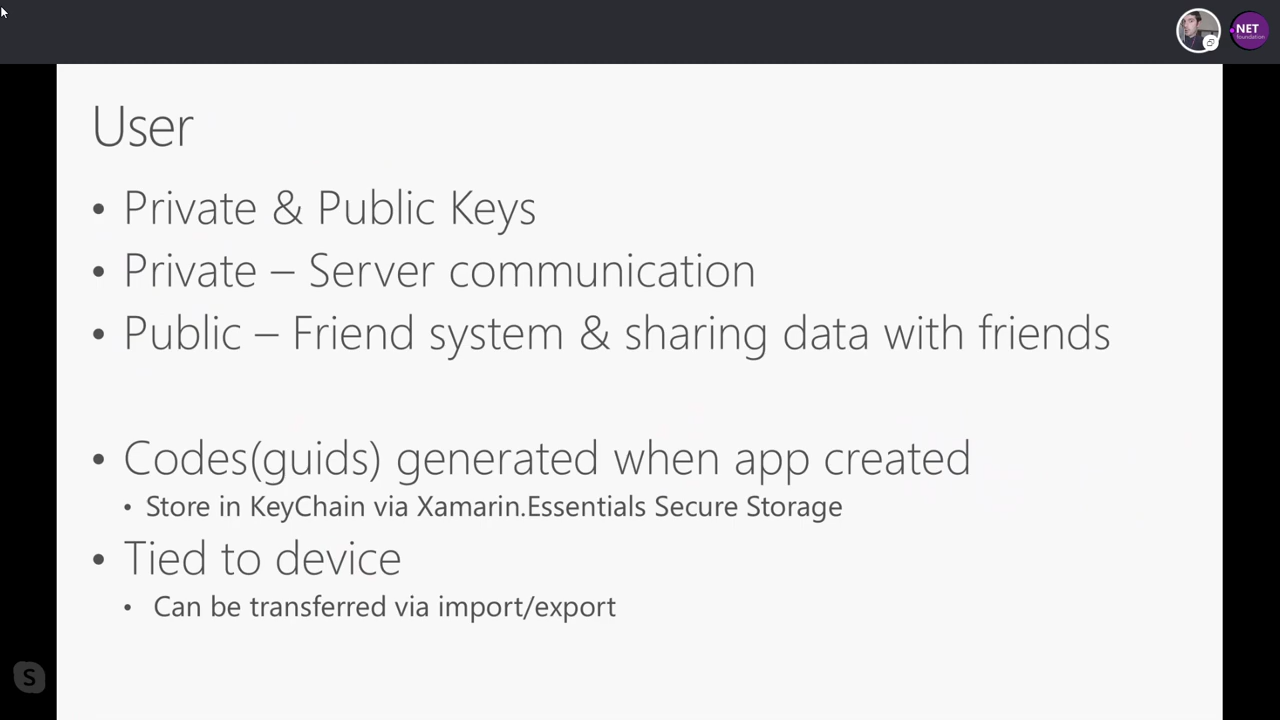 NET
foundation
User
• Private & Public Keys
• Private – Server communication
• Public – Friend system & sharing data with friends
• Codes(guids) generated when app created
• Store in KeyChain via Xamarin.Essentials Secure Storage
• Tied to device
• Can be transferred via import/export
S